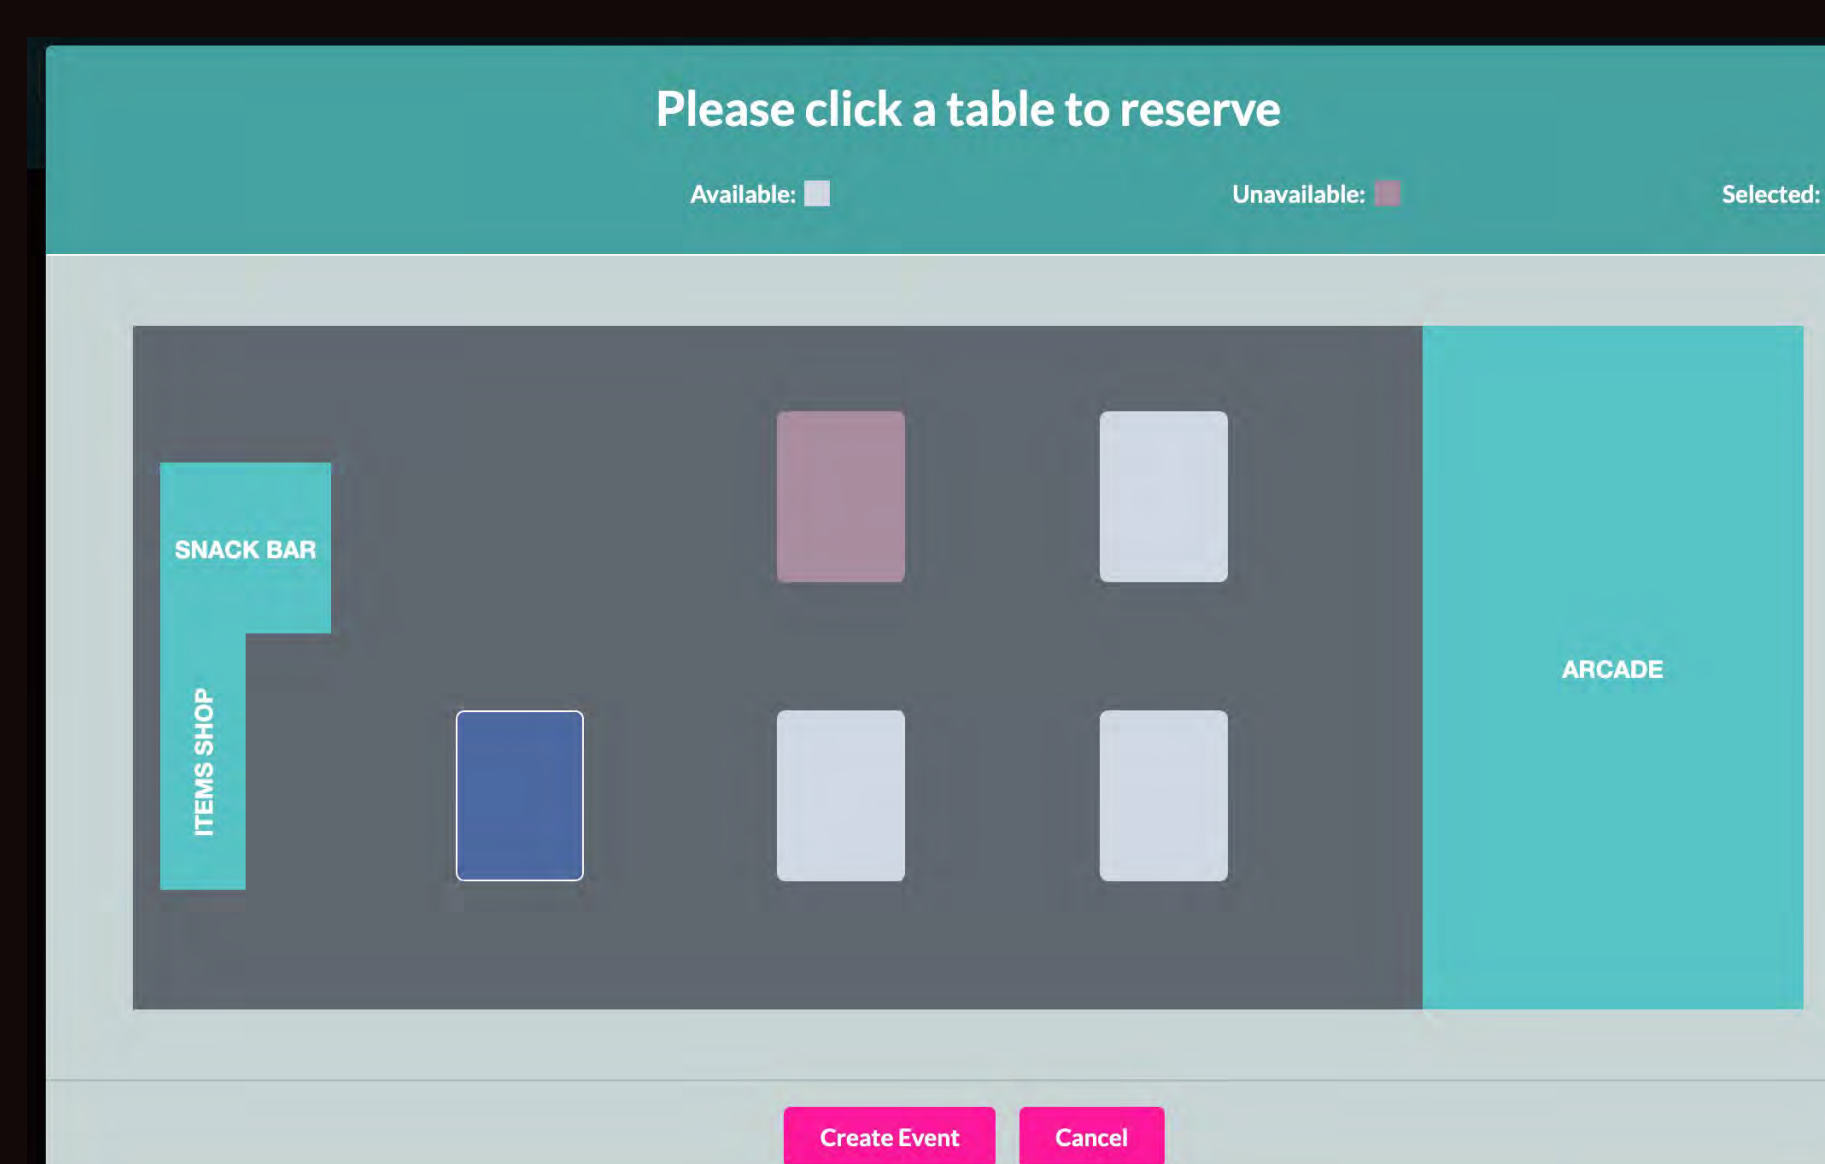 Please click a table to reserve
Available:
Unavailable:
Selected:
SNACK BAR
ITEMS SHOP
ARCADE
Create Event
Cancel